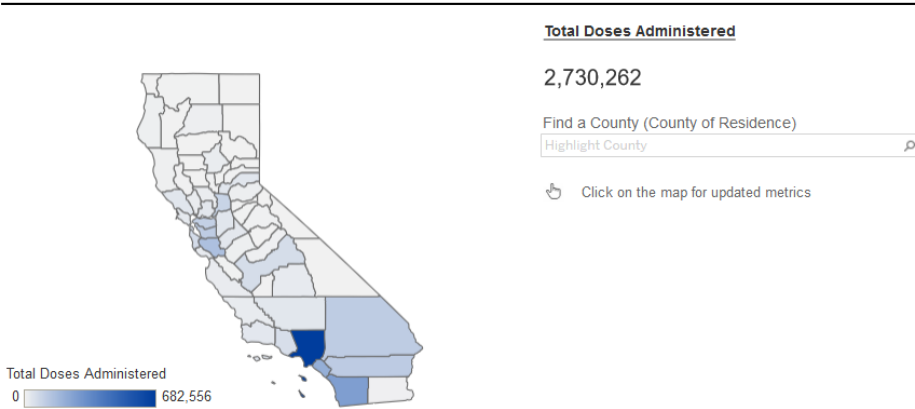 Total Doses Administered
2,730,262
Find a County (County of Residence)
Highlight County
Click on the map for updated metrics
Total Doses Administered
0 682,556